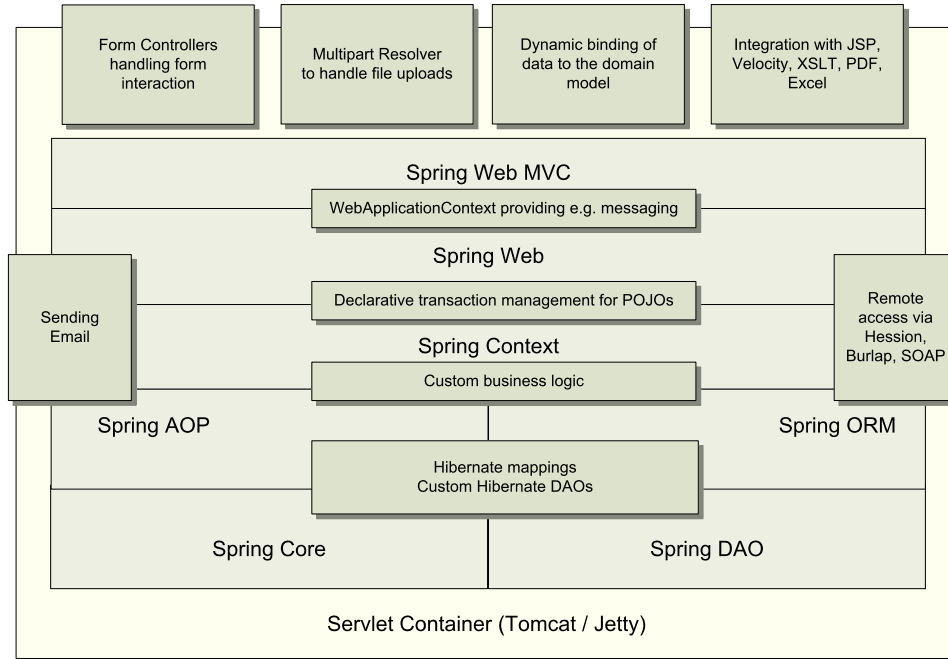 Form Controllers
handling form
interaction
Multipart Resolver
to handle file uploads
Dynamic binding of
data to the domain
model
Integration with JSP,
Velocity, XSLT, PDF,
Excel
Spring Web MVC
WebApplicationContext providing e.g. messaging
Spring Web
Sending
Email
Declarative transaction management for POJOs
Remote
access via
Hession,
Burlap, SOAP
Spring Context
Custom business logic
Spring AOP
Spring ORM
Hibernate mappings
Custom Hibernate DAOs
Spring Core
Spring DAO
Servlet Container (Tomcat / Jetty)